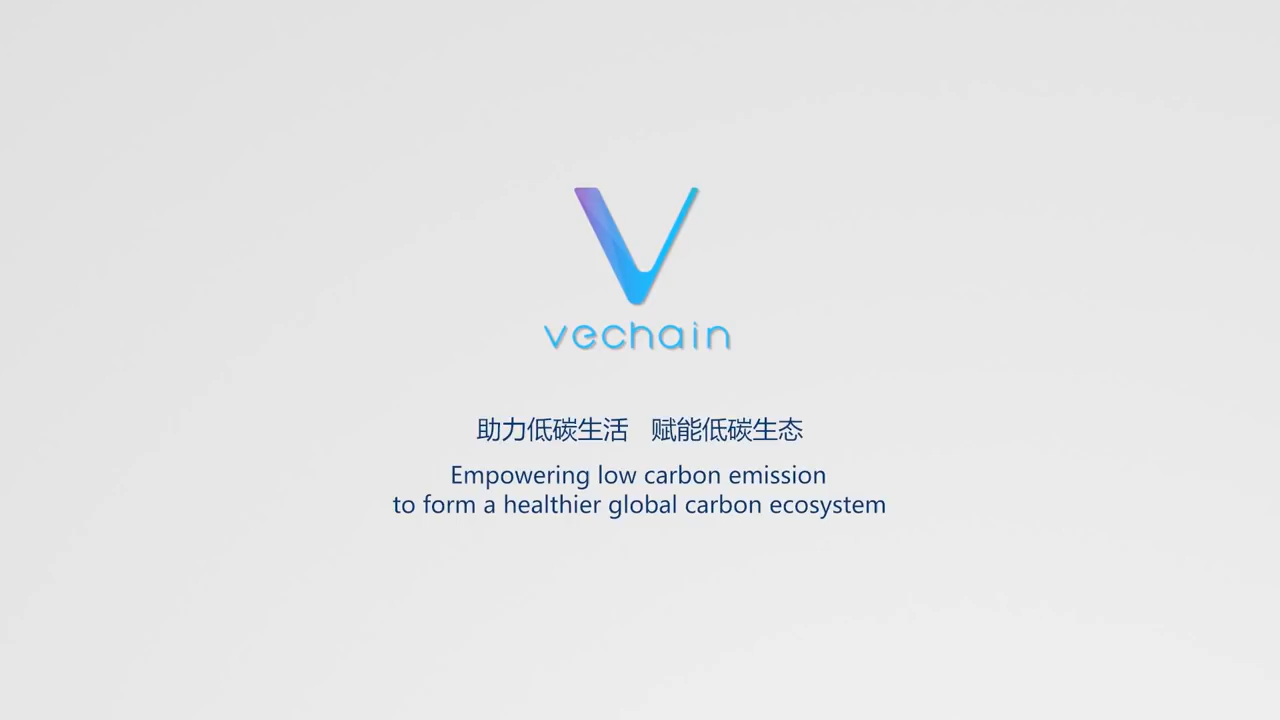 vechain
助力低碳生活 赋能低碳生态
Empowering low carbon emission
to form a healthier global carbon ecosystem